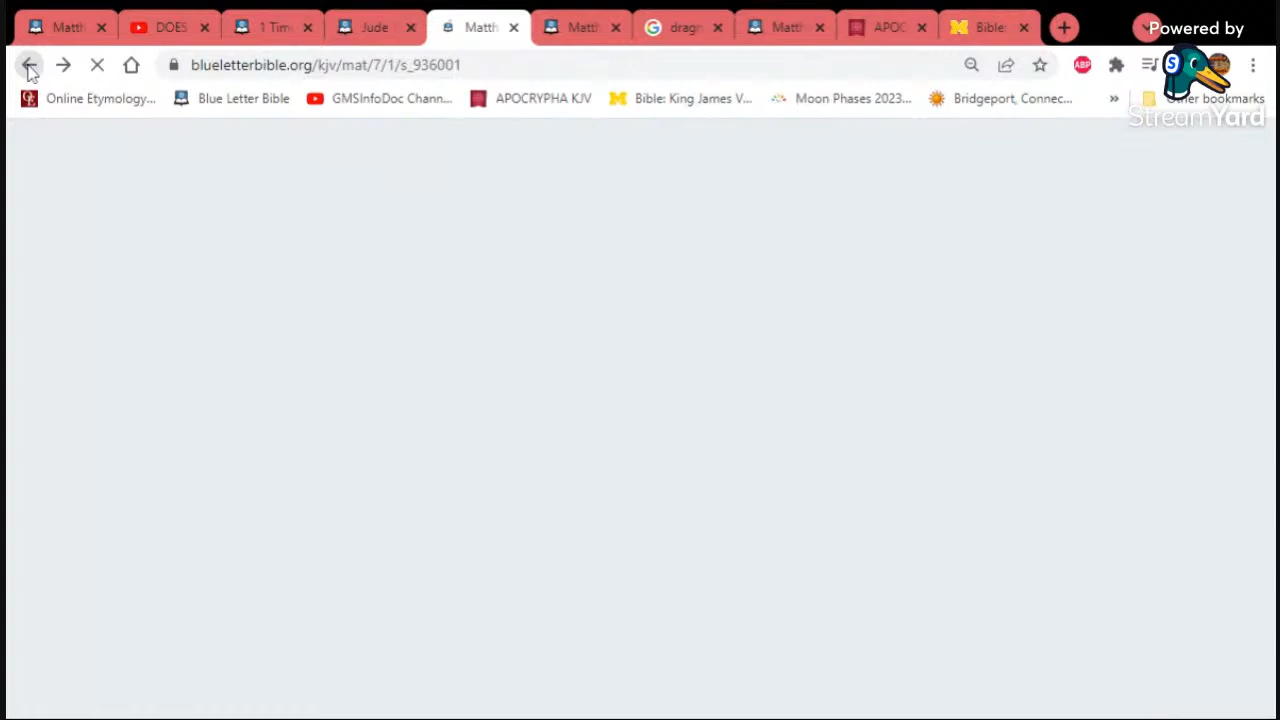 Matth DOES 1 Tim Jude Matth Matth dragn Matth APOC Bible:
Powered by
blueletterbible.org/kjv/mat/7/1/s_936001
ABP
S
Online Etymology... Blue Letter Bible GMSInfoDoc Chann... APOCRYPHA KJV Bible: King James V... Moon Phases 2023... Bridgeport, Connec... » Other bookmarks
StreamYard